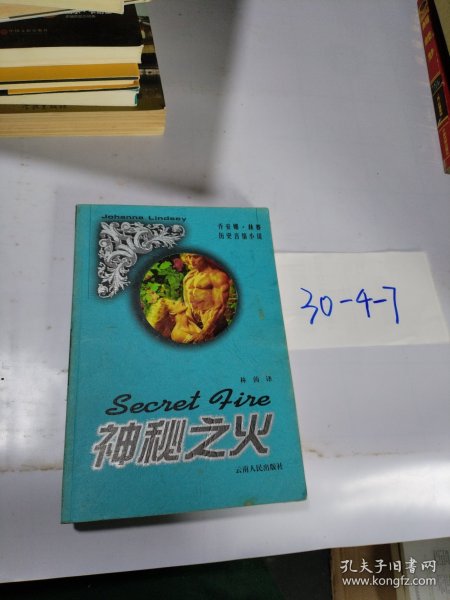 Johanna Lindsey
乔安娜·林赛
历史言情小说
30-4-7
林茵 译
Secret Fire
神秘之火
云南人民出版社
孔夫子旧书网
www.kongfz.com